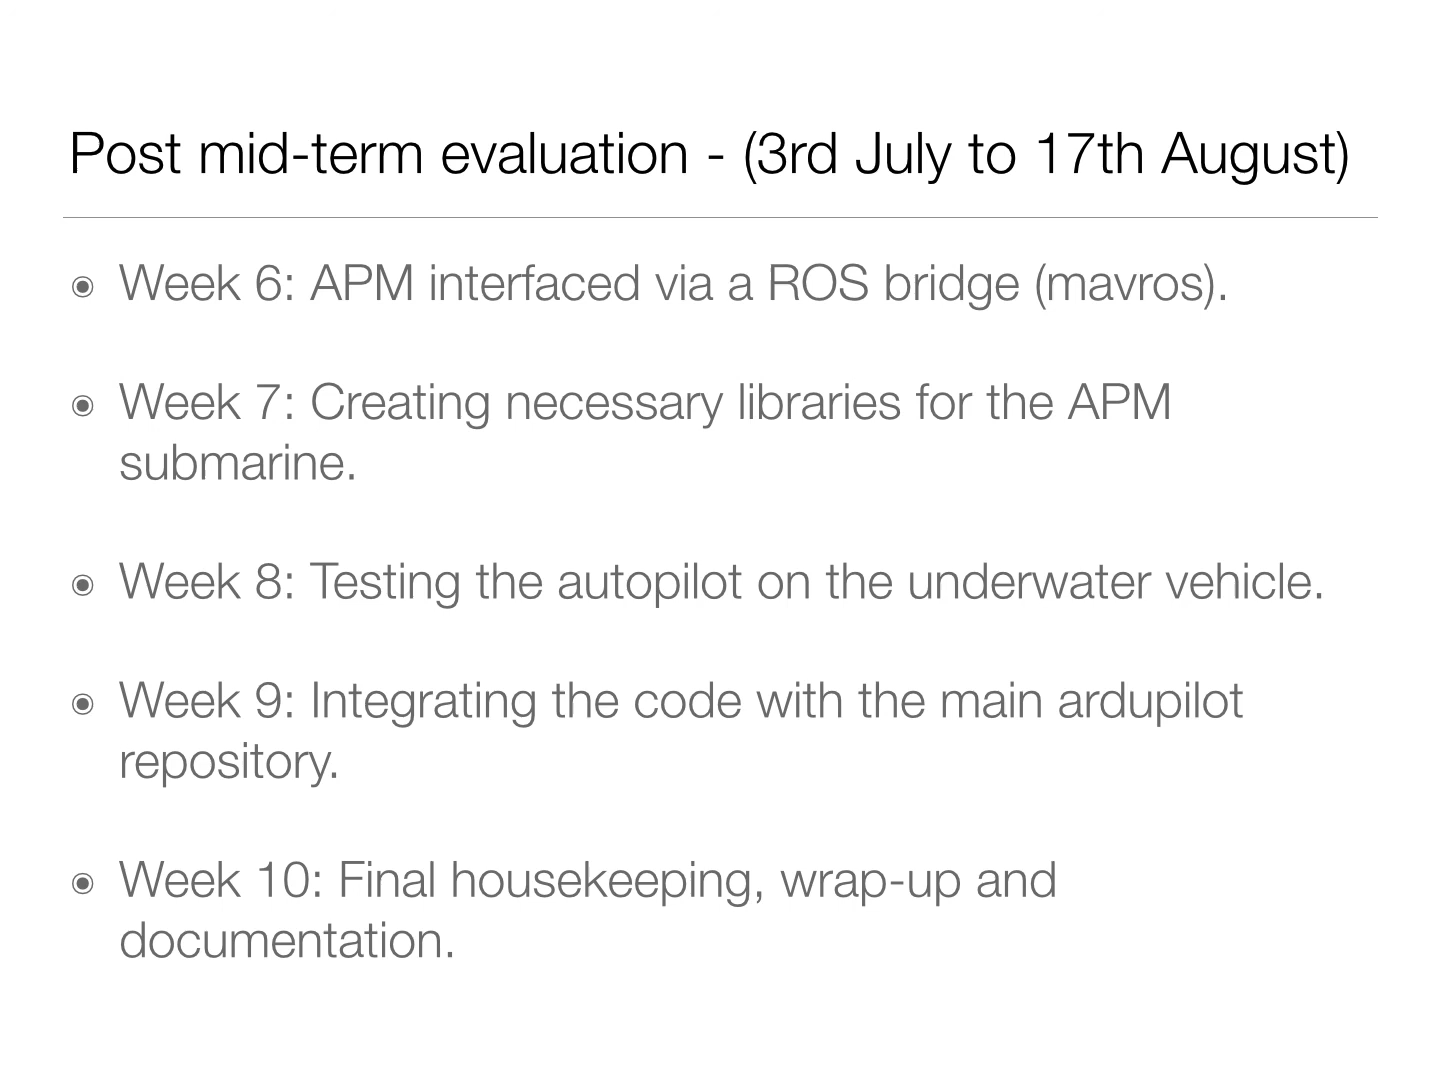 Post mid-term evaluation - (3rd July to 17th August)
Week 6: APM interfaced via a ROS bridge (mavros).
Week 7: Creating necessary libraries for the APM
submarine.
Week 8: Testing the autopilot on the underwater vehicle.
Week 9: Integrating the code with the main ardupilot
repository.
Week 10: Final housekeeping, wrap-up and
documentation.